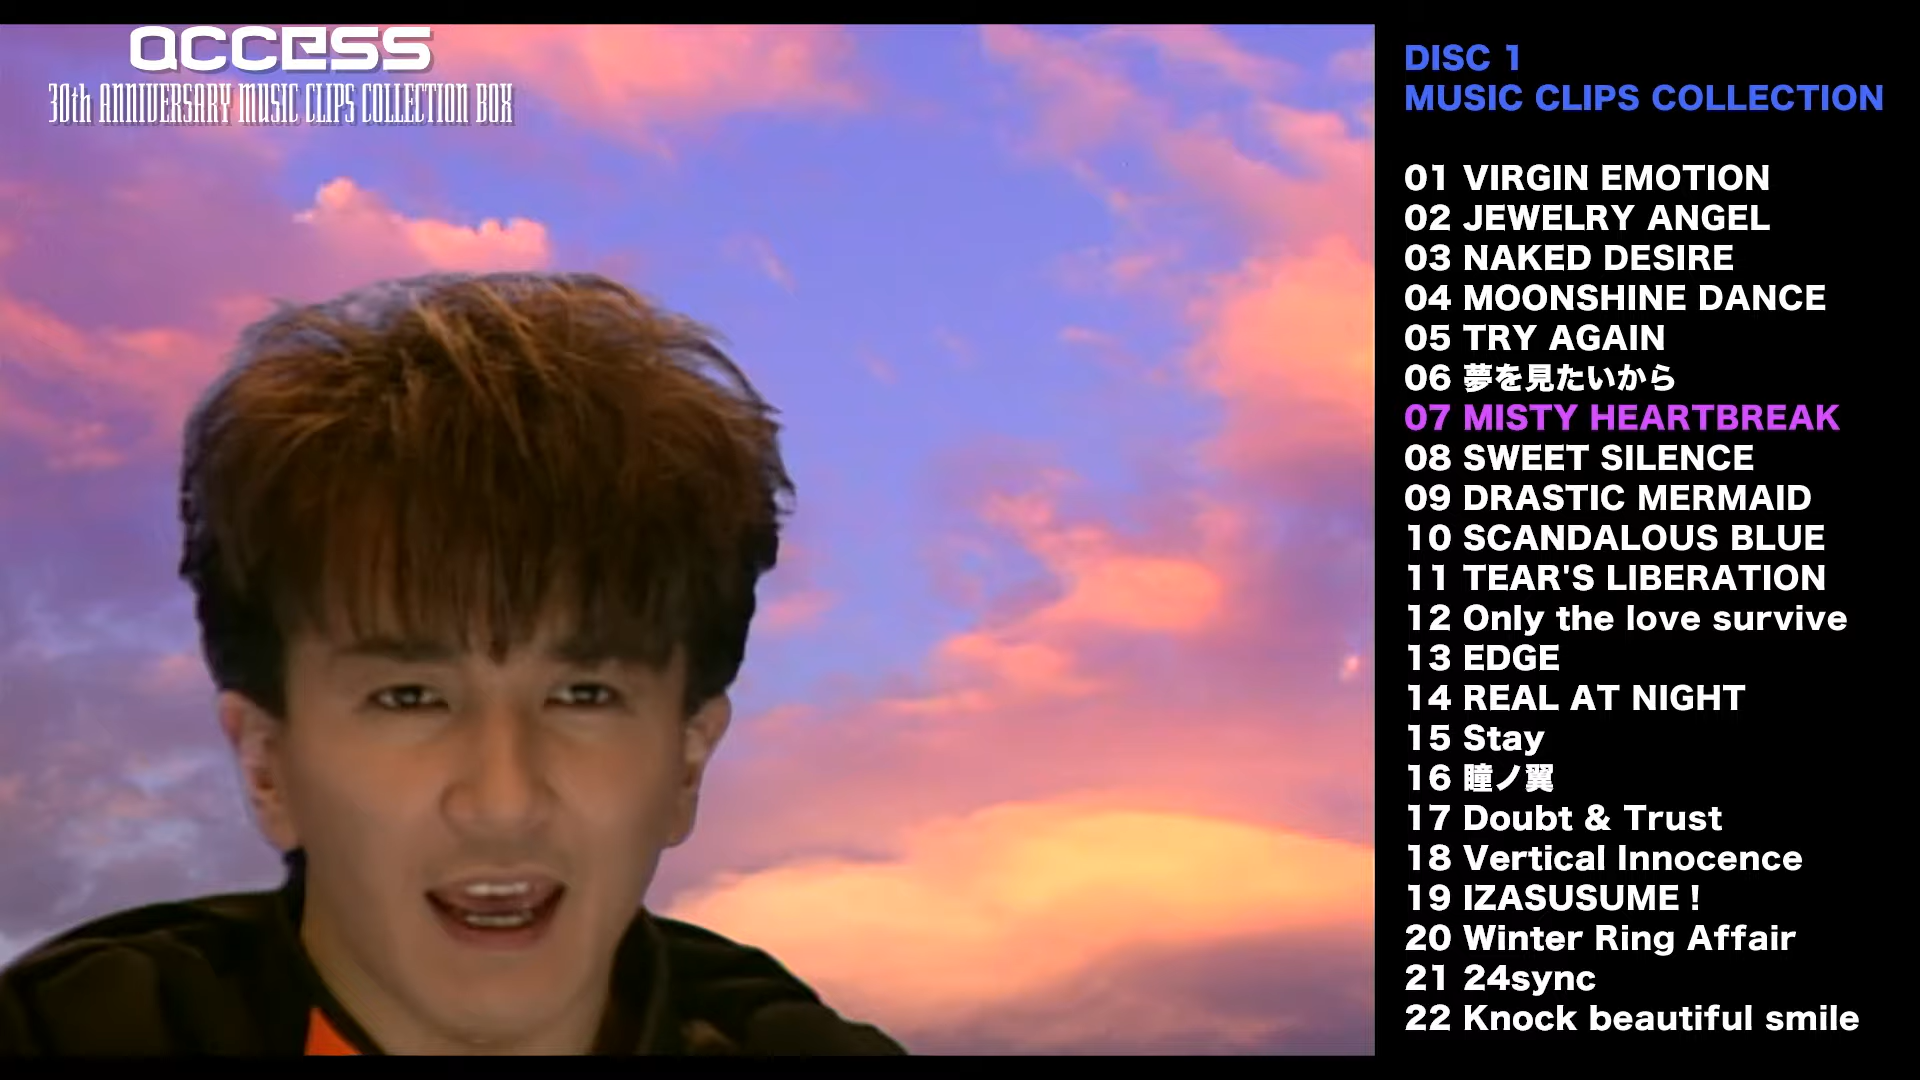 access
30th ANNIVERSARY MUSIC CLIPS COLLECTION BOX
DISC 1
MUSIC CLIPS COLLECTION
01 VIRGIN EMOTION
02 JEWELRY ANGEL
03 NAKED DESIRE
04 MOONSHINE DANCE
05 TRY AGAIN
06 夢を見たいから
07 MISTY HEARTBREAK
08 SWEET SILENCE
09 DRASTIC MERMAID
10 SCANDALOUS BLUE
11 TEAR'S LIBERATION
12 Only the love survive
13 EDGE
14 REAL AT NIGHT
15 Stay
16 瞳ノ翼
17 Doubt & Trust
18 Vertical Innocence
19 IZASUSUME !
20 Winter Ring Affair
21 24sync
22 Knock beautiful smile